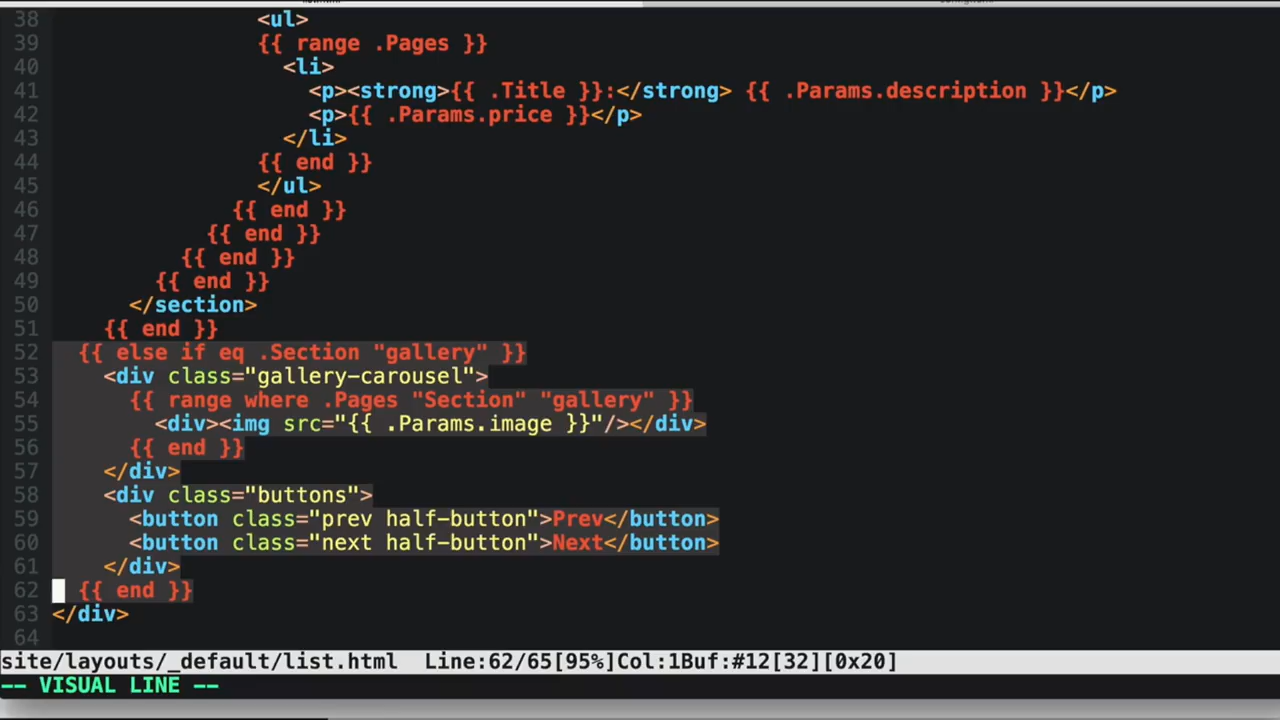 38                 <ul>
39                 {{ range .Pages }}
40                   <li>
41                     <p><strong>{{ .Title }}:</strong> {{ .Params.description }}</p>
42                     <p>{{ .Params.price }}</p>
43                   </li>
44                 {{ end }}
45                 </ul>
46               {{ end }}
47             {{ end }}
48           {{ end }}
49         {{ end }}
50       </section>
51     {{ end }}
52   {{ else if eq .Section "gallery" }}
53     <div class="gallery-carousel">
54       {{ range where .Pages "Section" "gallery" }}
55         <div><img src="{{ .Params.image }}"/></div>
56       {{ end }}
57     </div>
58     <div class="buttons">
59       <button class="prev half-button">Prev</button>
60       <button class="next half-button">Next</button>
61     </div>
62   {{ end }}
63 </div>
64
site/layouts/_default/list.html  Line:62/65[95%]Col:1Buf:#12[32][0x20]
-- VISUAL LINE --